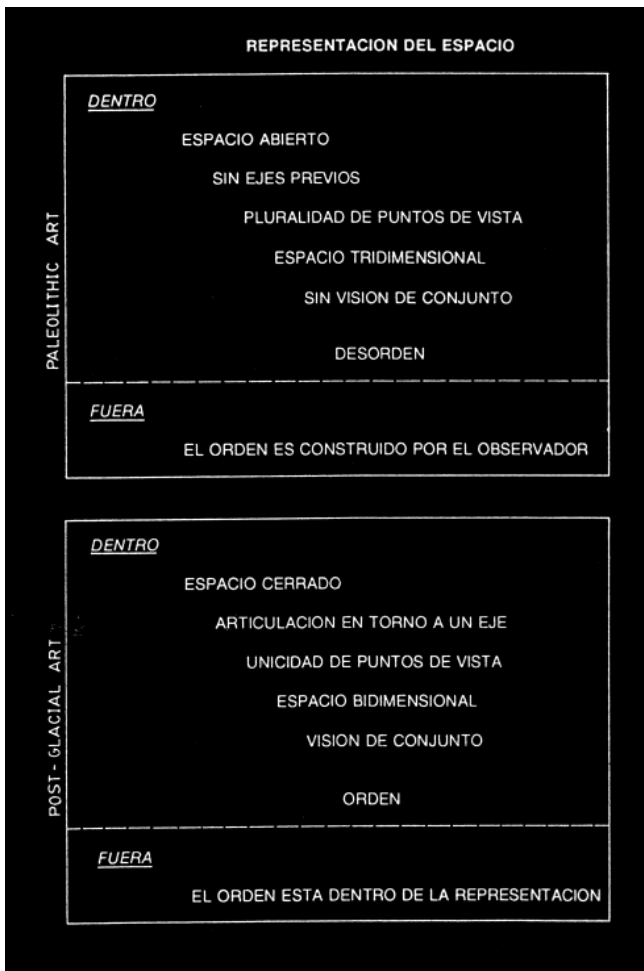 REPRESENTACION DEL ESPACIO
PALEOLITHIC ART
DENTRO
ESPACIO ABIERTO
SIN EJES PREVIOS
PLURALIDAD DE PUNTOS DE VISTA
ESPACIO TRIDIMENSIONAL
SIN VISION DE CONJUNTO
DESORDEN
FUERA
EL ORDEN ES CONSTRUIDO POR EL OBSERVADOR
POST-GLACIAL ART
DENTRO
ESPACIO CERRADO
ARTICULACION EN TORNO A UN EJE
UNICIDAD DE PUNTOS DE VISTA
ESPACIO BIDIMENSIONAL
VISION DE CONJUNTO
ORDEN
FUERA
EL ORDEN ESTA DENTRO DE LA REPRESENTACION